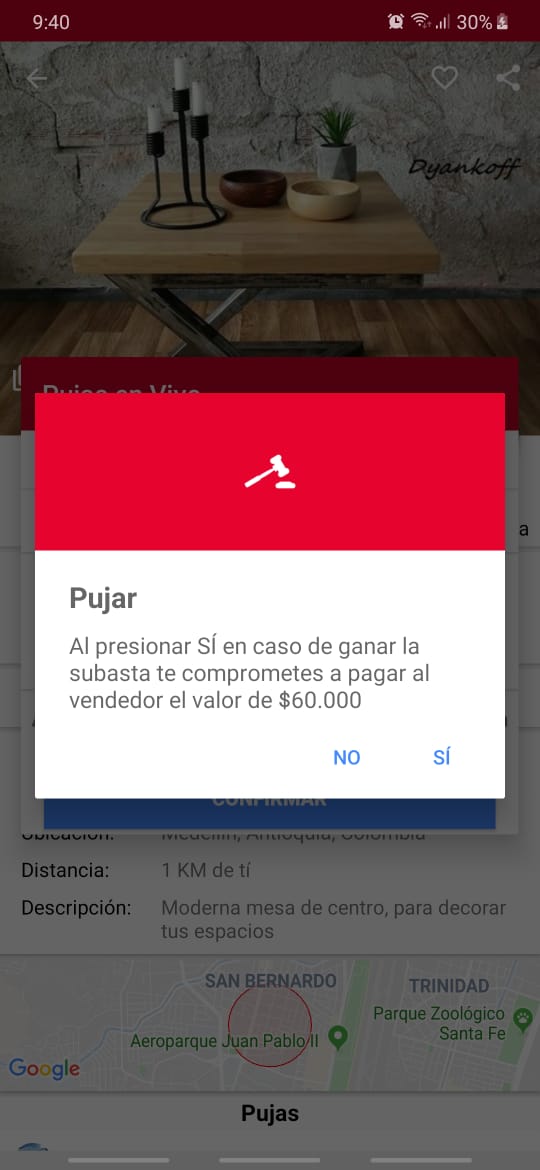 9:40
30%
Dyankoff
Pujas en Vivo
a
Pujar
Al presionar SÍ en caso de ganar la
subasta te comprometes a pagar al
vendedor el valor de $60.000
NO
SÍ
CONFIRMAR
Ubicación: Medellín, Antioquia, Colombia
Distancia: 1 KM de tí
Descripción: Moderna mesa de centro, para decorar
tus espacios
SAN BERNARDO
TRINIDAD
Parque Zoológico
Santa Fe
Aeroparque Juan Pablo II
Google
Pujas